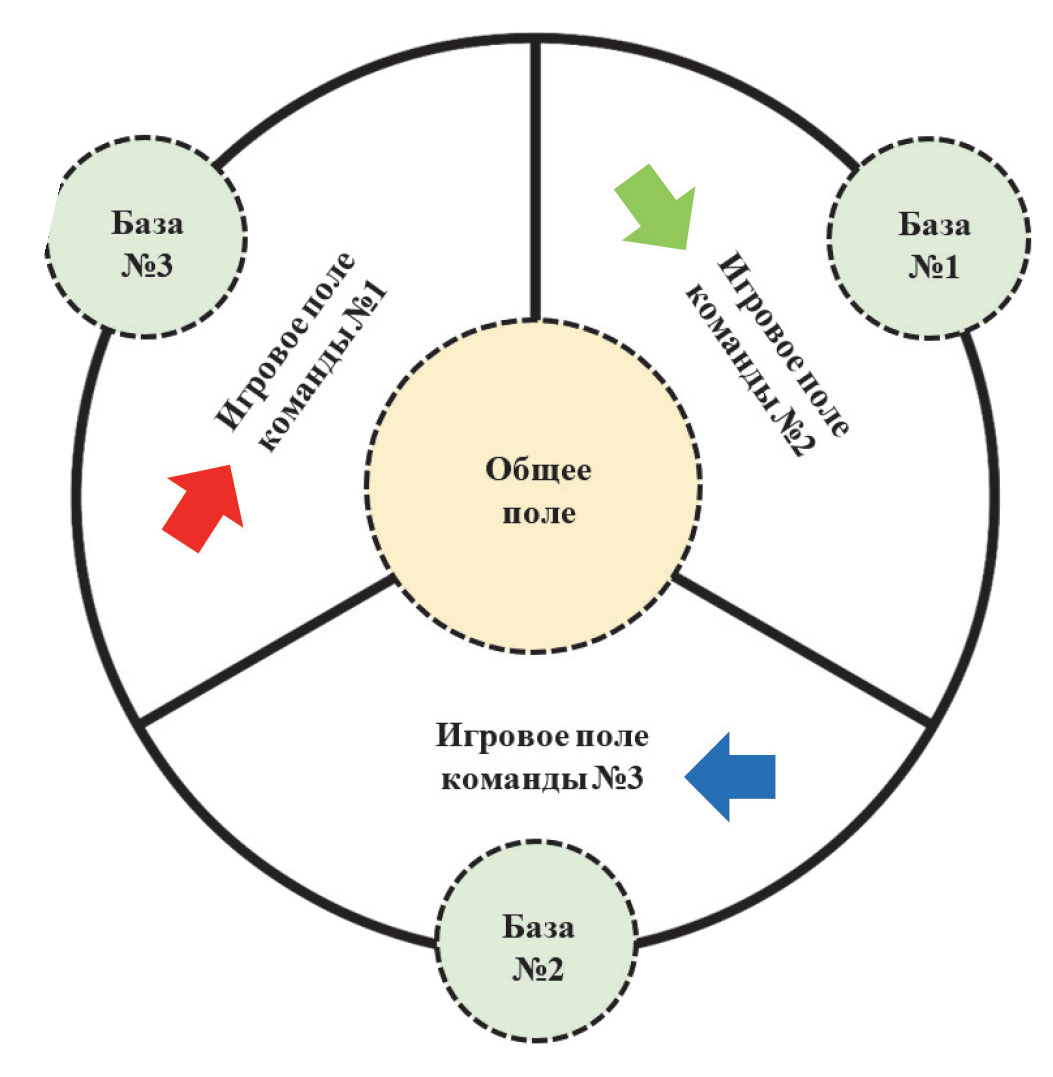 База
№3
База
№1
Игровое поле
команды №1
Игровое поле
команды №2
Общее
поле
Игровое поле
команды №3
База
№2